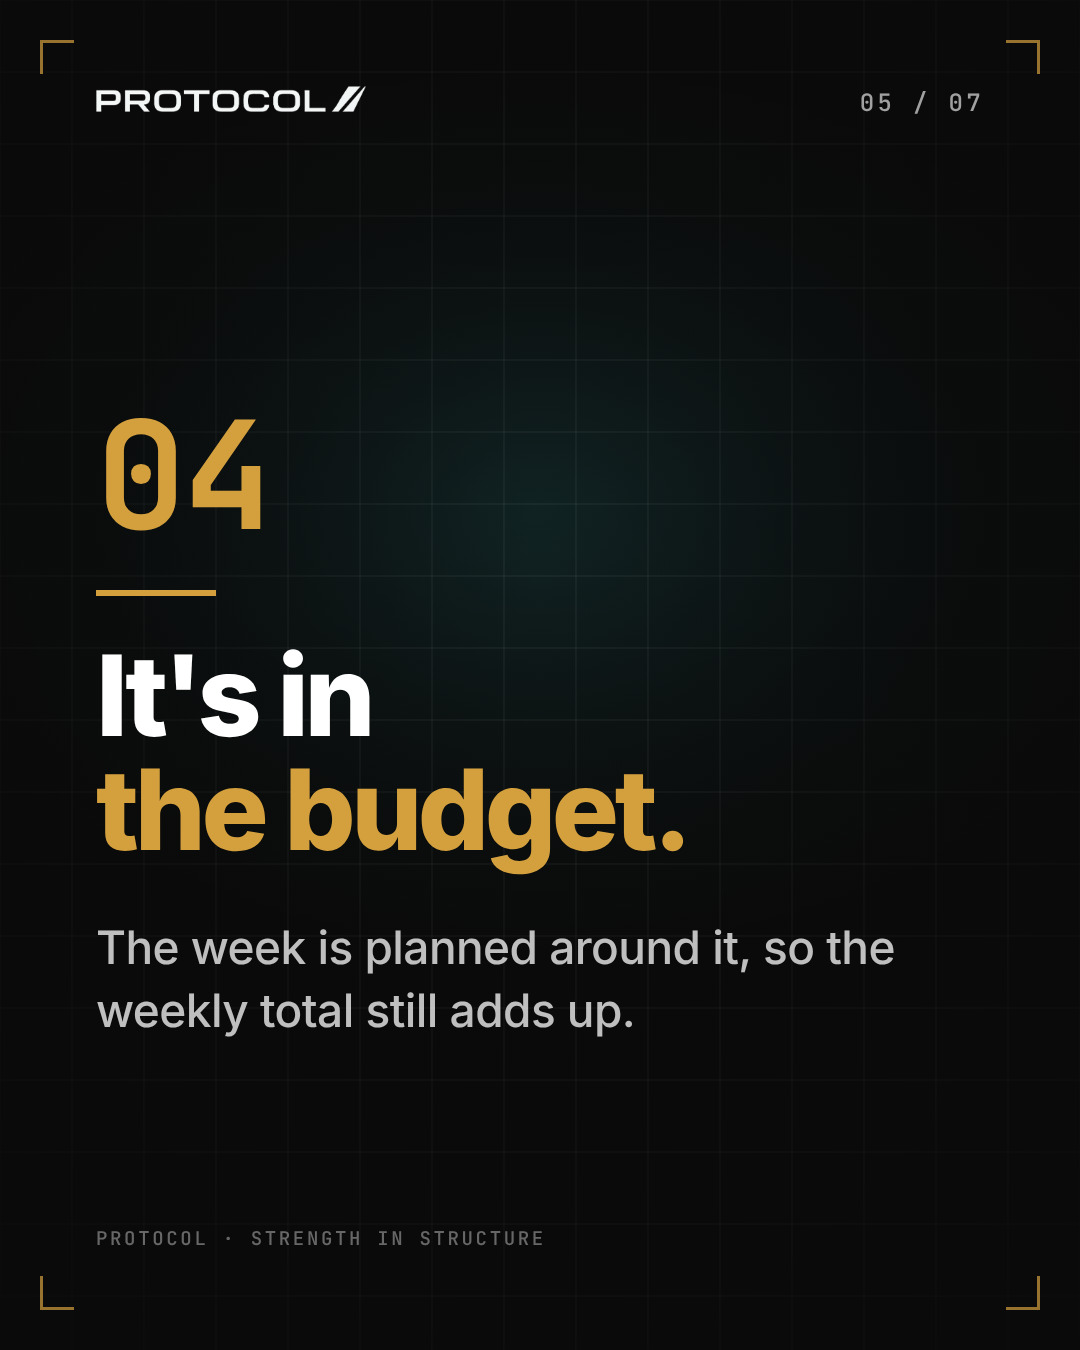 PROTOCOL
05 / 07
04
It's in
the budget.
The week is planned around it, so the
weekly total still adds up.
PROTOCOL · STRENGTH IN STRUCTURE